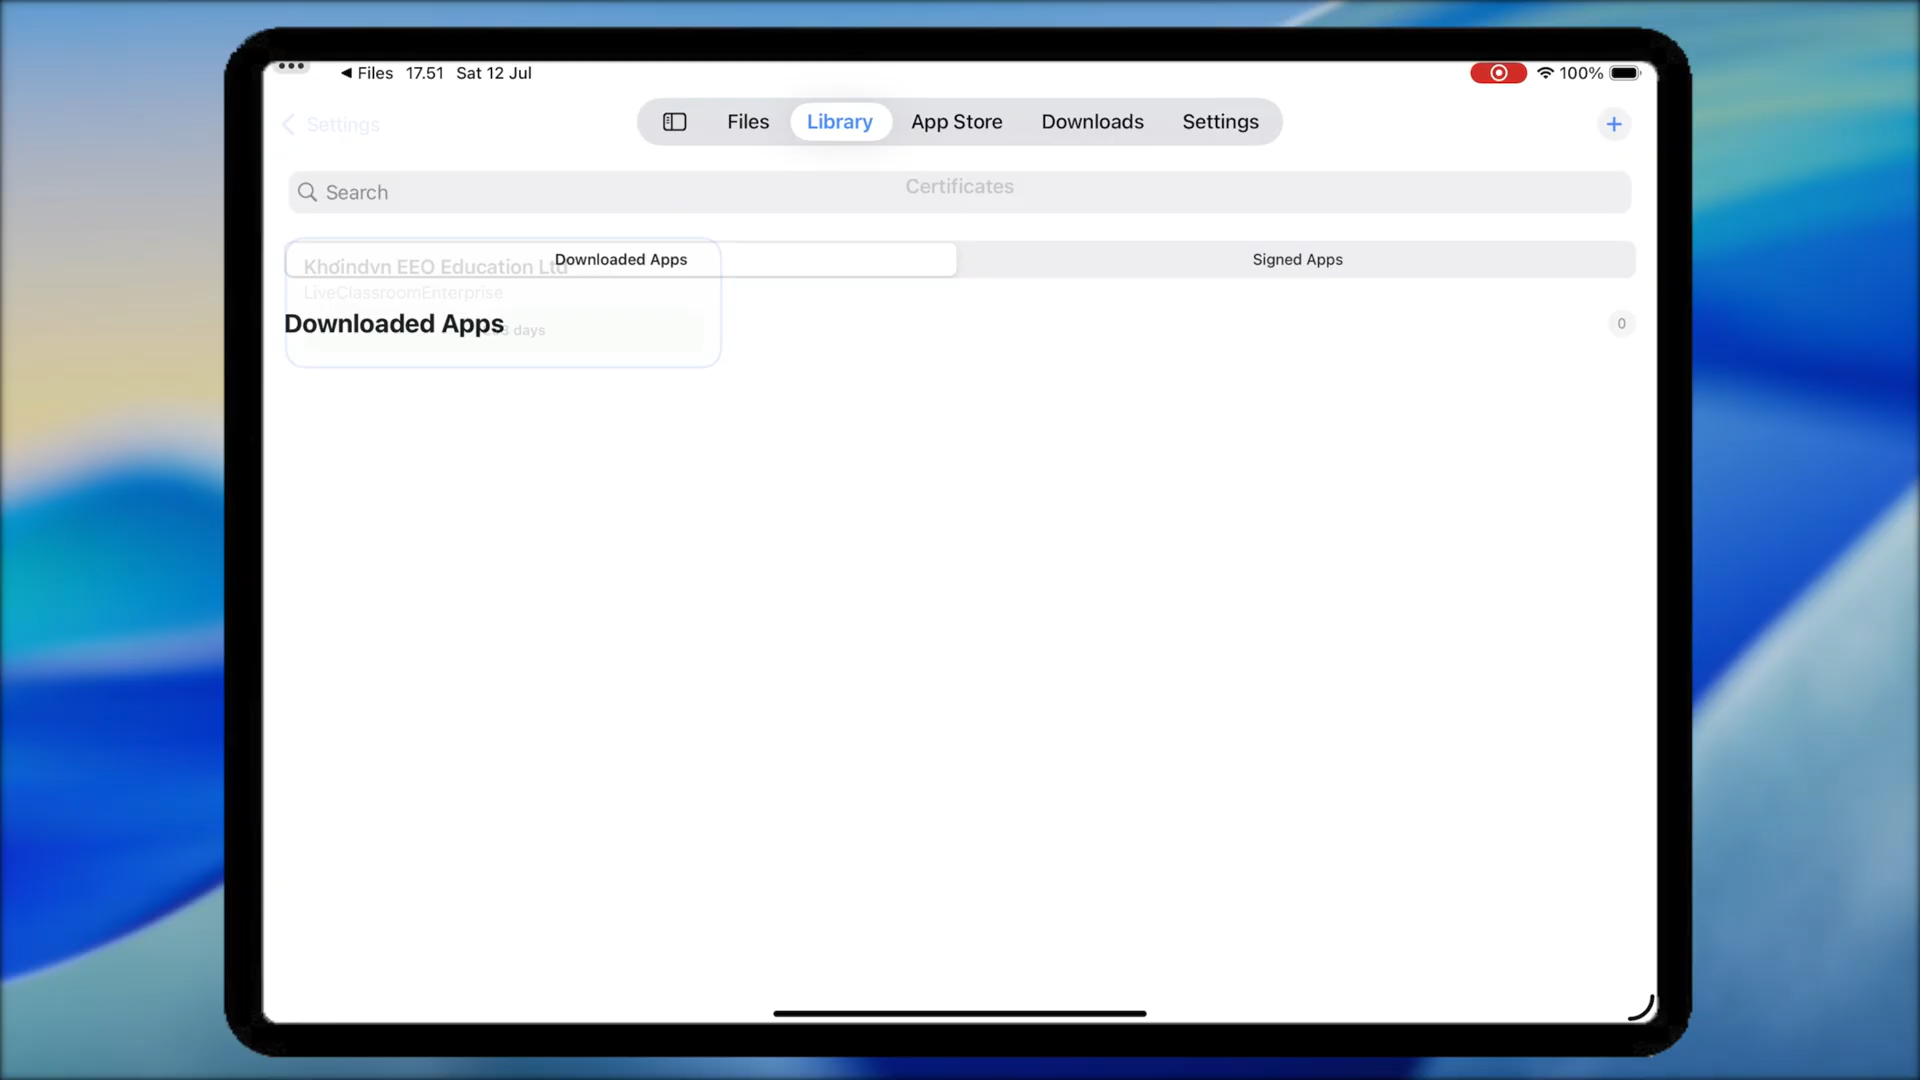 Files 17.51 Sat 12 Jul 100%
Settings
Files Library App Store Downloads Settings
Search
Certificates
Khơindvn EEO Education Ltd
Downloaded Apps
Signed Apps
LiveClassroomEnterprise
Downloaded Apps
days
0